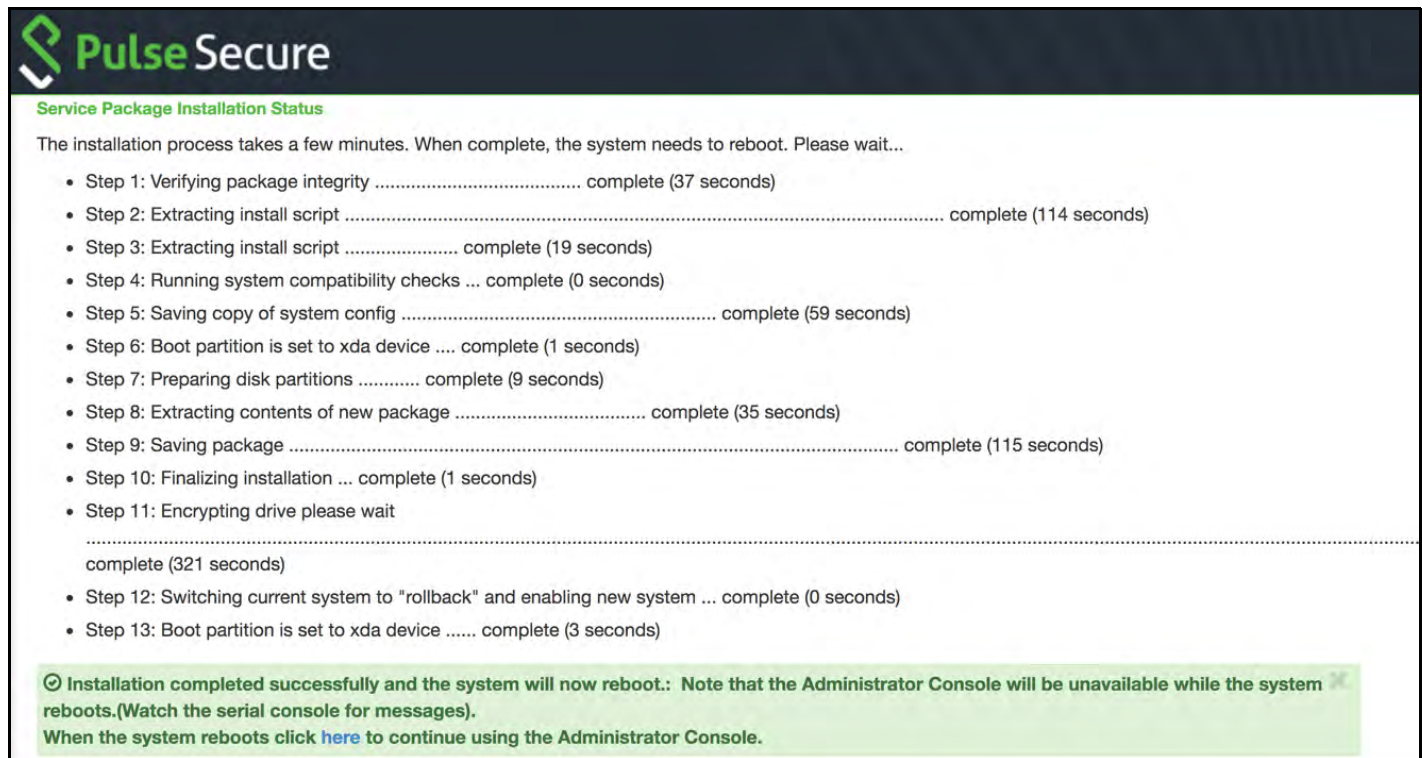 Pulse Secure
Service Package Installation Status
The installation process takes a few minutes. When complete, the system needs to reboot. Please wait...
• Step 1: Verifying package integrity ........................................ complete (37 seconds)
• Step 2: Extracting install script .................................................................................................................... complete (114 seconds)
• Step 3: Extracting install script ...................... complete (19 seconds)
• Step 4: Running system compatibility checks ... complete (0 seconds)
• Step 5: Saving copy of system config ............................................................. complete (59 seconds)
• Step 6: Boot partition is set to xda device .... complete (1 seconds)
• Step 7: Preparing disk partitions ............ complete (9 seconds)
• Step 8: Extracting contents of new package ..................................... complete (35 seconds)
• Step 9: Saving package ...................................................................................................................... complete (115 seconds)
• Step 10: Finalizing installation ... complete (1 seconds)
• Step 11: Encrypting drive please wait
................................................................................................................................................................................................................................................................
complete (321 seconds)
• Step 12: Switching current system to "rollback" and enabling new system ... complete (0 seconds)
• Step 13: Boot partition is set to xda device ...... complete (3 seconds)
Installation completed successfully and the system will now reboot.: Note that the Administrator Console will be unavailable while the system
reboots.(Watch the serial console for messages).
When the system reboots click here to continue using the Administrator Console.